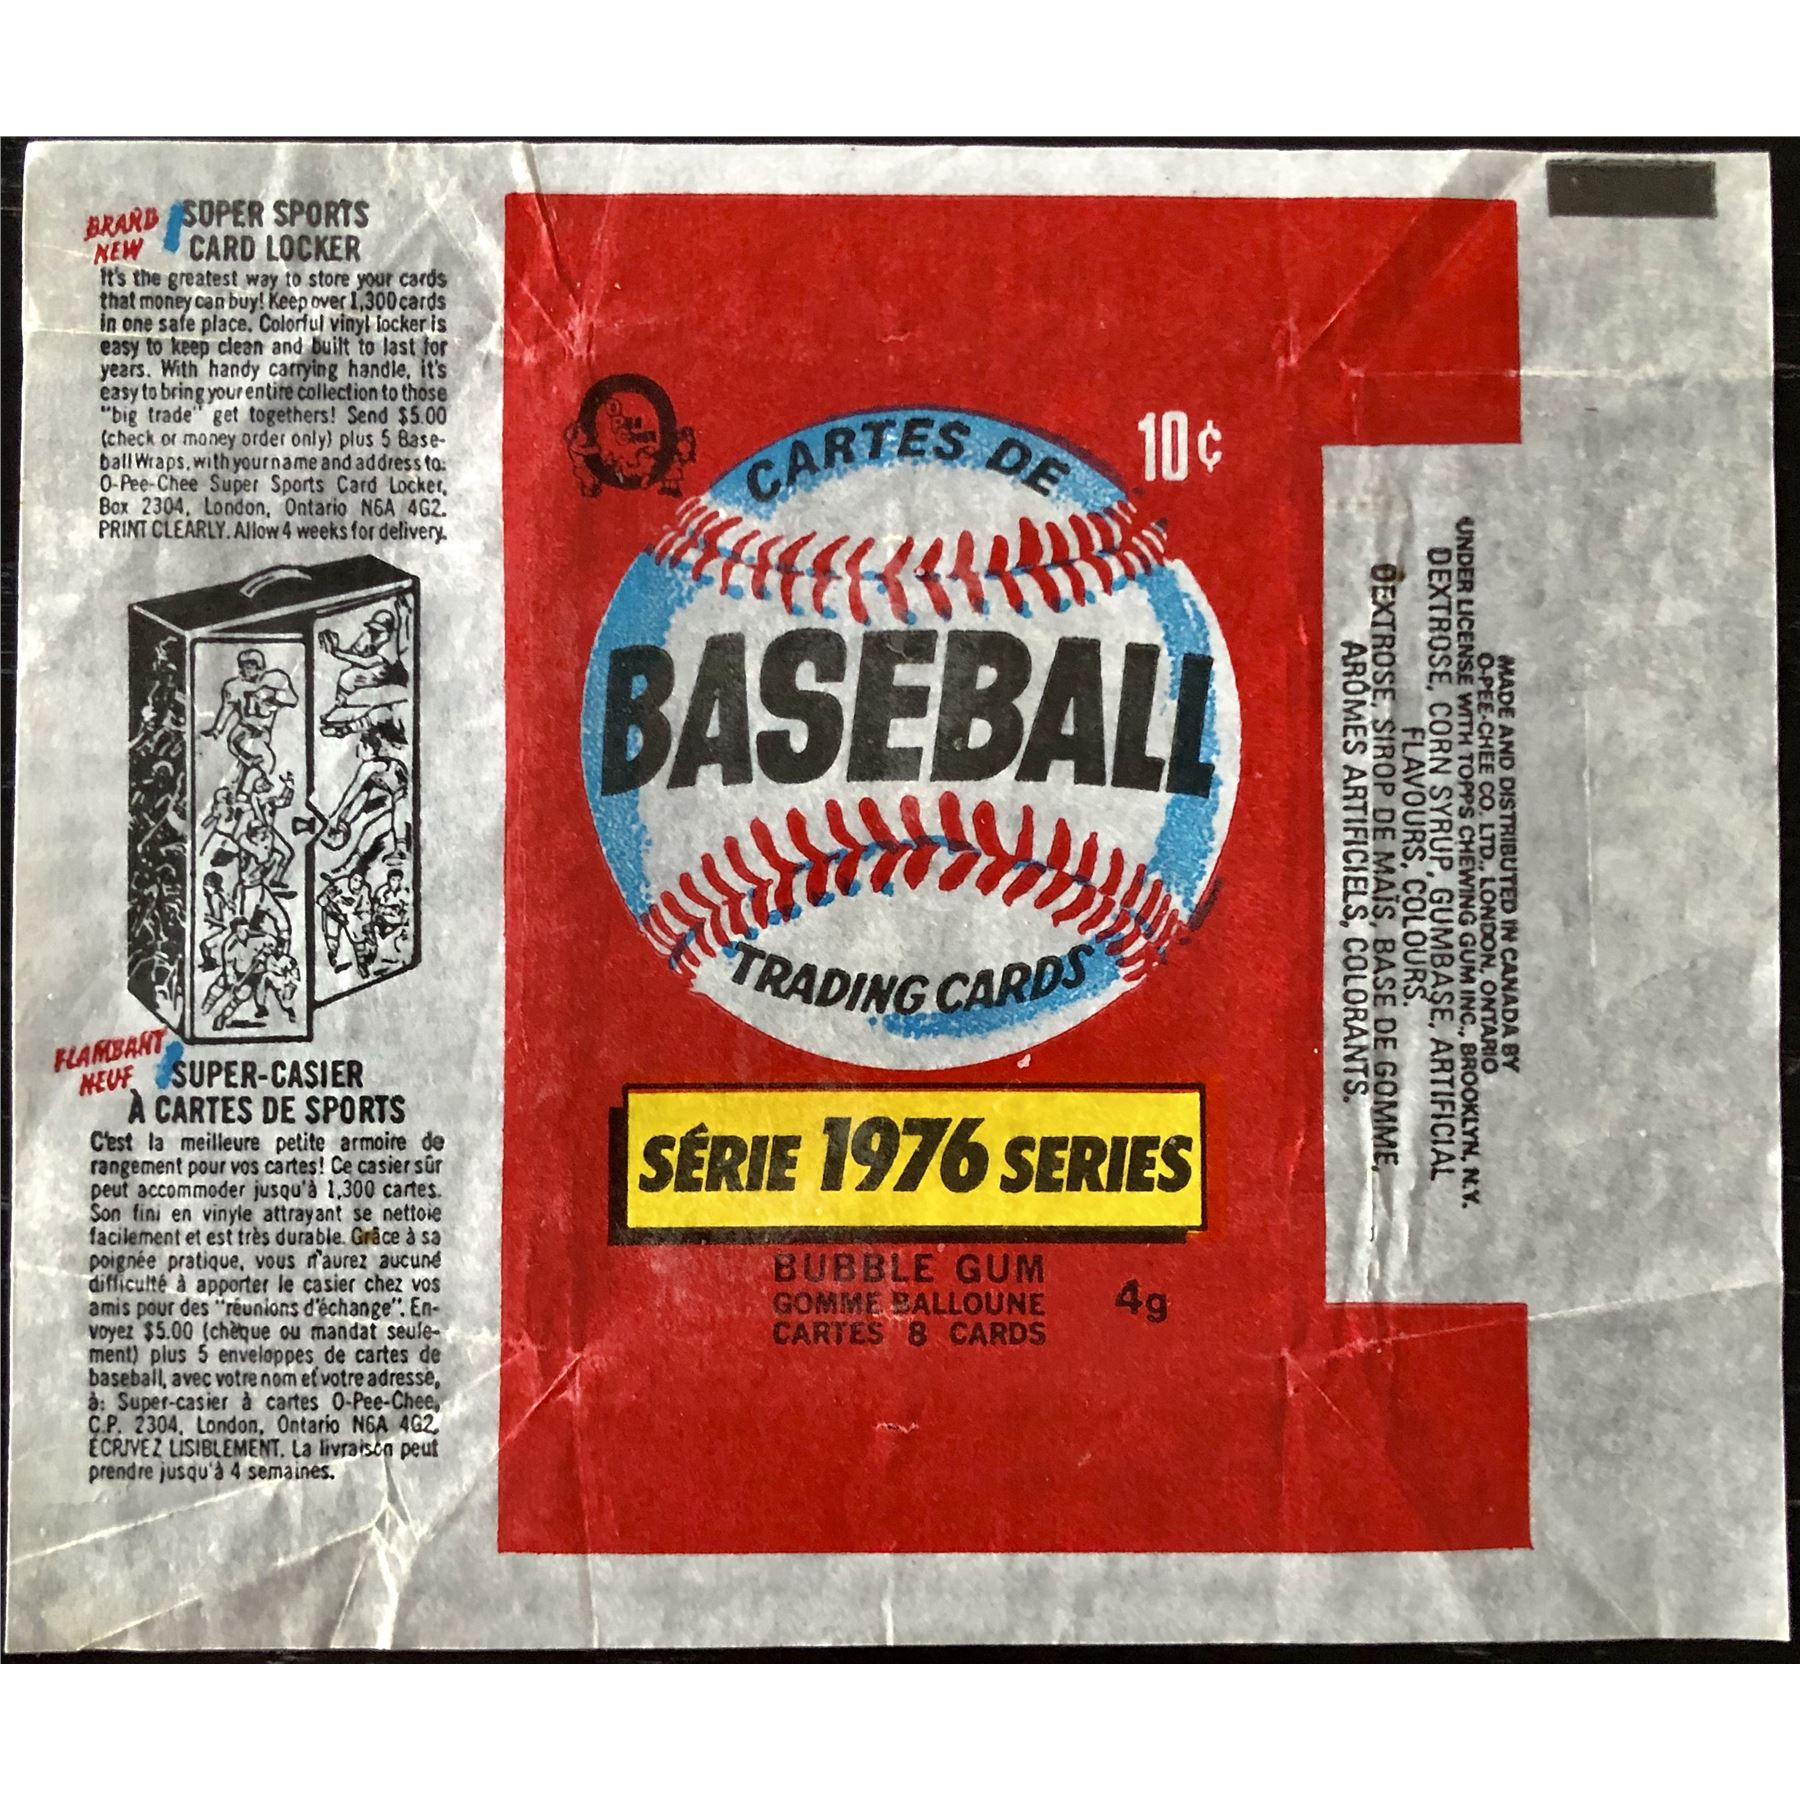 BRAND
NEW
SUPER SPORTS
CARD LOCKER
It's the greatest way to store your cards
that money can buy! Keep over 1,300 cards
in one safe place. Colorful vinyl locker is
easy to keep clean and built to last for
years. With handy carrying handle, it's
easy to bring your entire collection to those
"big trade" get togethers! Send $5.00
(check or money order only) plus 5 Base-
ball Wraps, with your name and address to:
O-Pee-Chee Super Sports Card Locker,
Box 2304, London, Ontario N6A 4G2.
PRINT CLEARLY. Allow 4 weeks for delivery.
FLAMBANT
NEUF
SUPER-CASIER
À CARTES DE SPORTS
C'est la meilleure petite armoire de
rangement pour vos cartes! Ce casier sûr
peut accommoder jusqu'à 1,300 cartes.
Son fini en vinyle attrayant se nettoie
facilement et est très durable. Grâce à sa
poignée pratique, vous n'aurez aucune
difficulté à apporter le casier chez vos
amis pour des "réunions d'échange". En-
voyez $5.00 (chèque ou mandat seule-
ment) plus 5 enveloppes de cartes de
baseball, avec votre nom et votre adresse,
à: Super-casier à cartes O-Pee-Chee,
C.P. 2304, London, Ontario N6A 4G2.
ECRIVEZ LISIBLEMENT. La livraison peut
prendre jusqu'à 4 semaines.
O
PEE
CHEE
10¢
CARTES DE
BASEBALL
TRADING CARDS
SÉRIE 1976 SERIES
BUBBLE GUM
GOMME BALLOUNE
CARTES 8 CARDS
4g
MADE AND DISTRIBUTED IN CANADA BY
O-PEE-CHEE CO. LTD., LONDON, ONTARIO
UNDER LICENSE WITH TOPPS CHEWING GUM INC., BROOKLYN, N.Y.
DEXTROSE, CORN SYRUP, GUMBASE, ARTIFICIAL
FLAVOURS, COLOURS.
DEXTROSE, SIROP DE MAÏS, BASE DE GOMME,
ARÔMES ARTIFICIELS, COLORANTS.